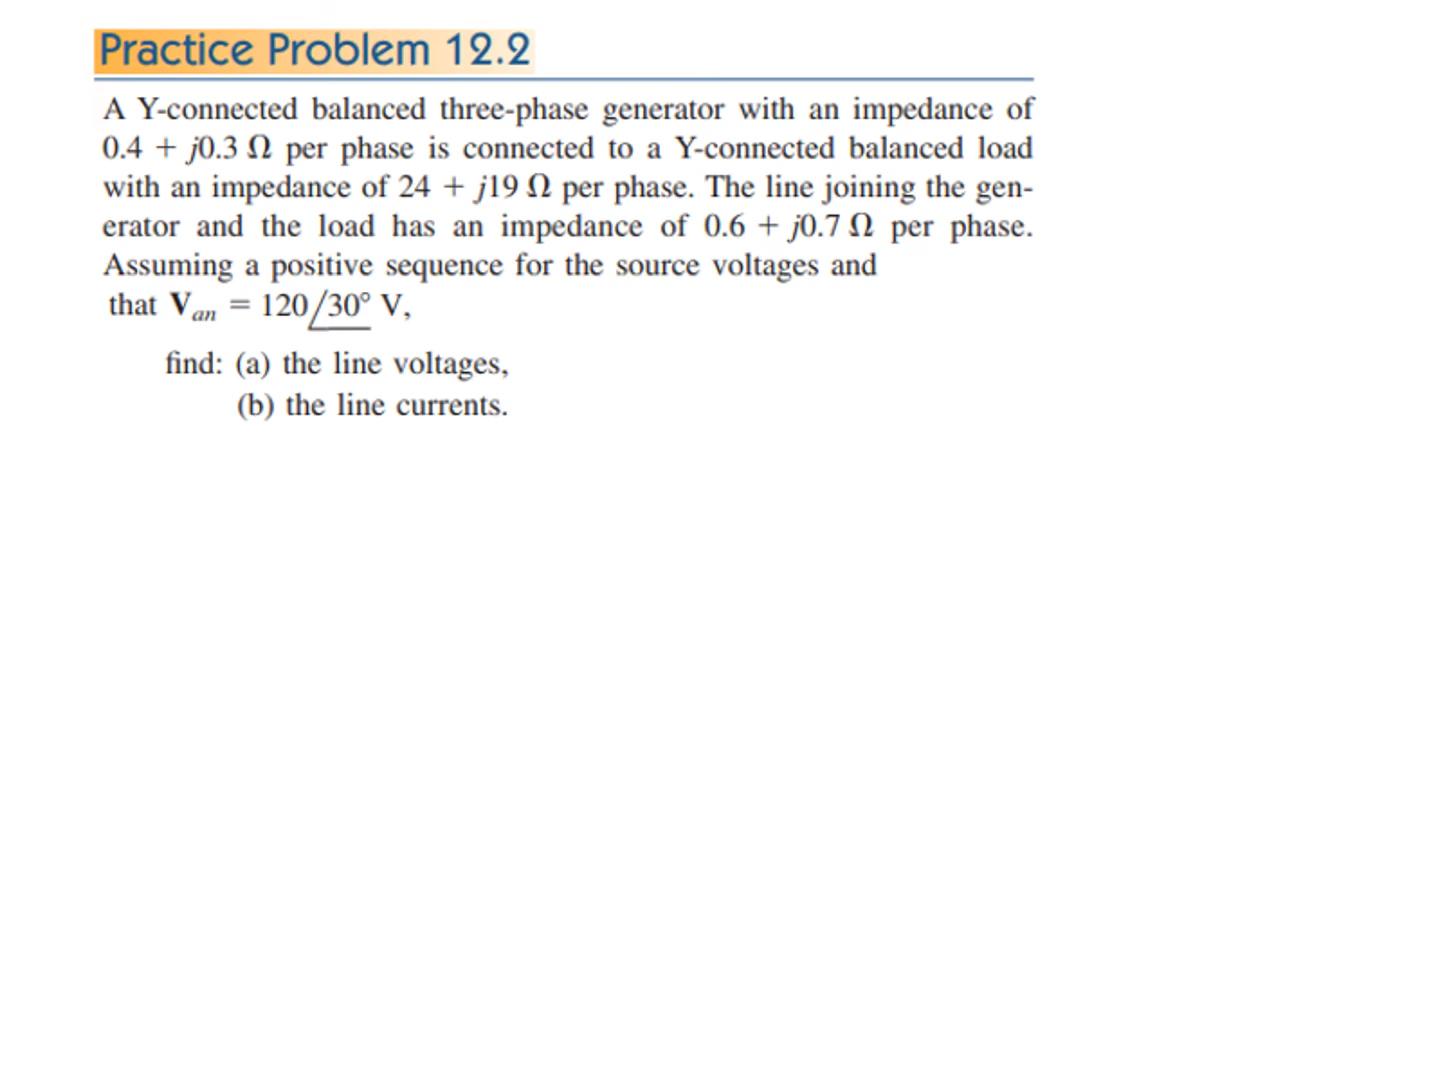 Practice Problem 12.2
A Y-connected balanced three-phase generator with an impedance of
0.4 + j0.3 Ω per phase is connected to a Y-connected balanced load
with an impedance of 24 + j19 Ω per phase. The line joining the gen-
erator and the load has an impedance of 0.6 + j0.7 Ω per phase.
Assuming a positive sequence for the source voltages and
that Van = 120/30° V,
find: (a) the line voltages,
(b) the line currents.